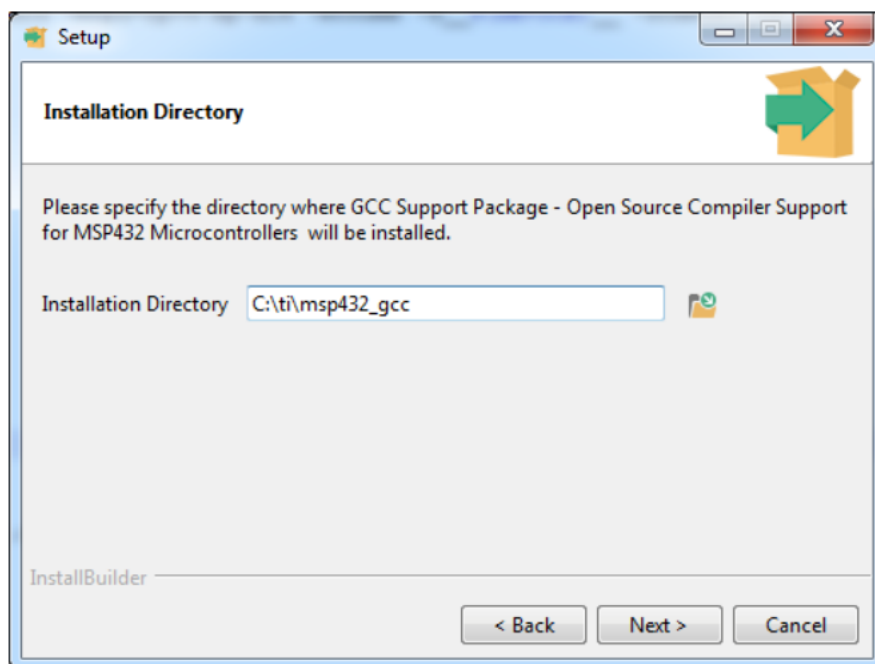 Setup
Installation Directory
Please specify the directory where GCC Support Package - Open Source Compiler Support
for MSP432 Microcontrollers will be installed.
Installation Directory C:\ti\msp432_gcc
InstallBuilder
< Back Next > Cancel